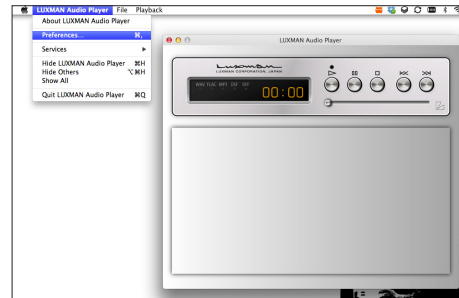 LUXMAN Audio Player File Playback
About LUXMAN Audio Player
Preferences... ⌘,
Services ▶
Hide LUXMAN Audio Player ⌘H
Hide Others ⌥⌘H
Show All
Quit LUXMAN Audio Player ⌘Q
LUXMAN Audio Player
Luxman
LUXMAN CORPORATION, JAPAN
WAV FLAC MP3 DSF DFF
00:00